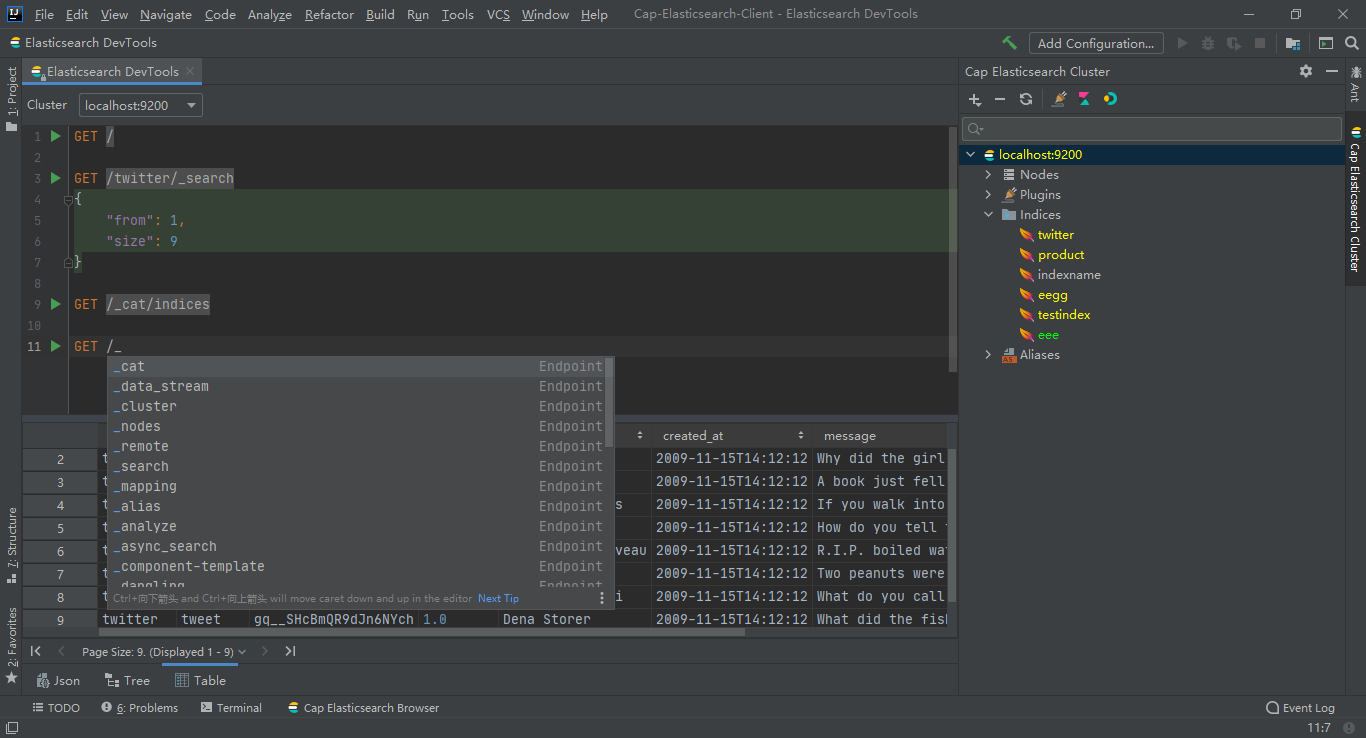 File Edit View Navigate Code Analyze Refactor Build Run Tools VCS Window Help Cap-Elasticsearch-Client - Elasticsearch DevTools
Elasticsearch DevTools
Add Configuration...
1: Project
Elasticsearch DevTools
Cluster localhost:9200
1 GET /
2
3 GET /twitter/_search
4 {
5 "from": 1,
6 "size": 9
7 }
8
9 GET /_cat/indices
10
11 GET /_
_cat Endpoint
_data_stream Endpoint
_cluster Endpoint
_nodes Endpoint
_remote Endpoint
_search Endpoint
_mapping Endpoint
_alias Endpoint
_analyze Endpoint
_async_search Endpoint
_component-template Endpoint
_dangling Endpoint
Ctrl+向下箭头 and Ctrl+向上箭头 will move caret down and up in the editor Next Tip
created_at message
2 t 2009-11-15T14:12:12 Why did the girl
3 t 2009-11-15T14:12:12 A book just fell
4 t s 2009-11-15T14:12:12 If you walk into
5 t 2009-11-15T14:12:12 How do you tell
6 t veau 2009-11-15T14:12:12 R.I.P. boiled wa
7 t 2009-11-15T14:12:12 Two peanuts were
8 t i 2009-11-15T14:12:12 What do you call
9 twitter tweet gq__SHcBmQR9dJn6NYch 1.0 Dena Storer 2009-11-15T14:12:12 What did the fis
Page Size: 9. (Displayed 1 - 9)
Json Tree Table
7: Structure
2: Favorites
Cap Elasticsearch Cluster
localhost:9200
Nodes
Plugins
Indices
twitter
product
indexname
eegg
testindex
eee
AS Aliases
Ant
Cap Elasticsearch Cluster
TODO 6: Problems Terminal Cap Elasticsearch Browser Event Log
11:7